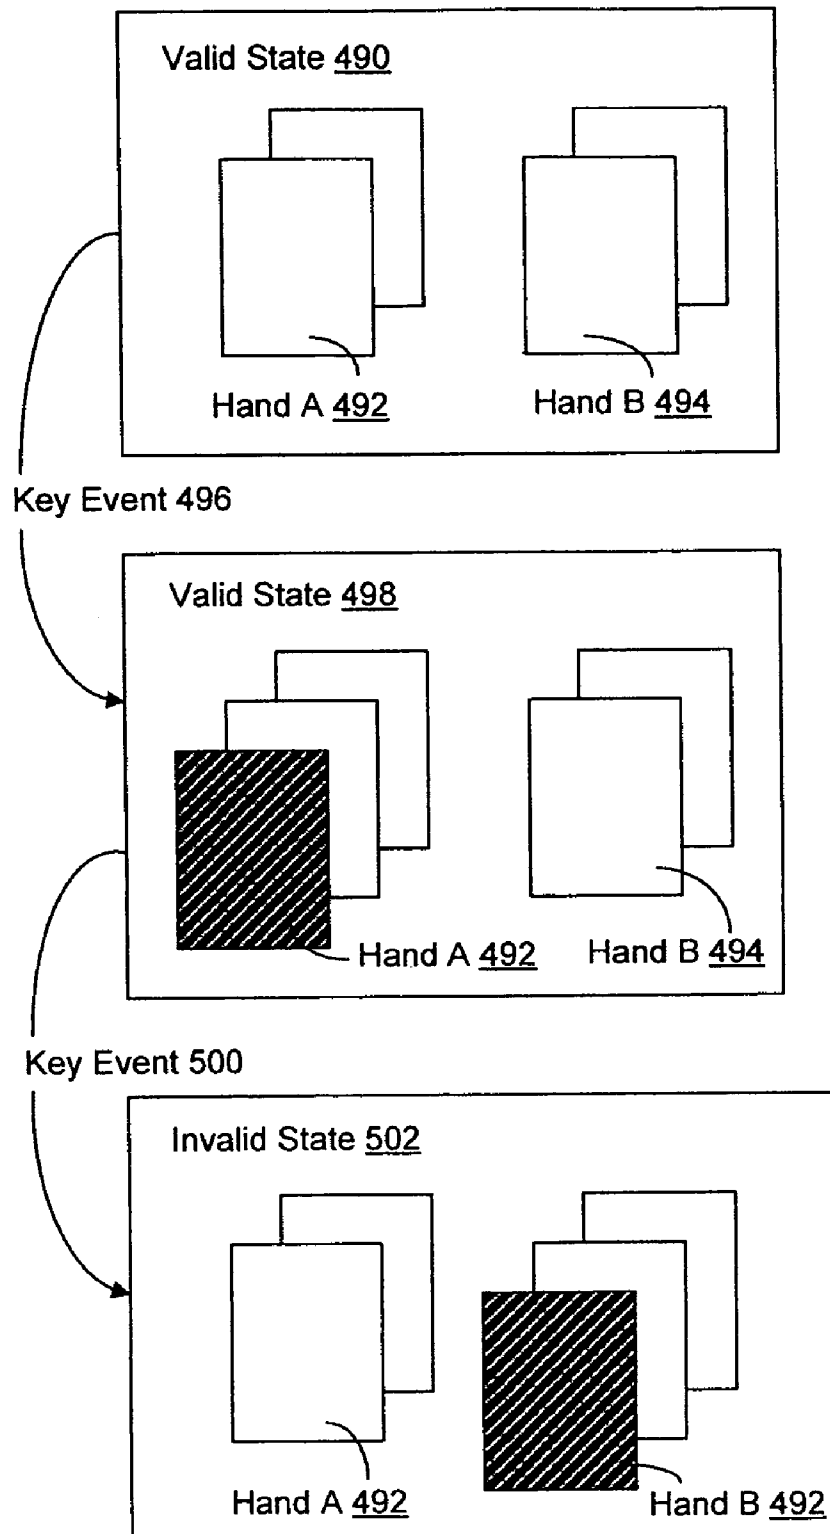 Valid State 490
Hand A 492
Hand B 494
Key Event 496
Valid State 498
Hand A 492
Hand B 494
Key Event 500
Invalid State 502
Hand A 492
Hand B 492